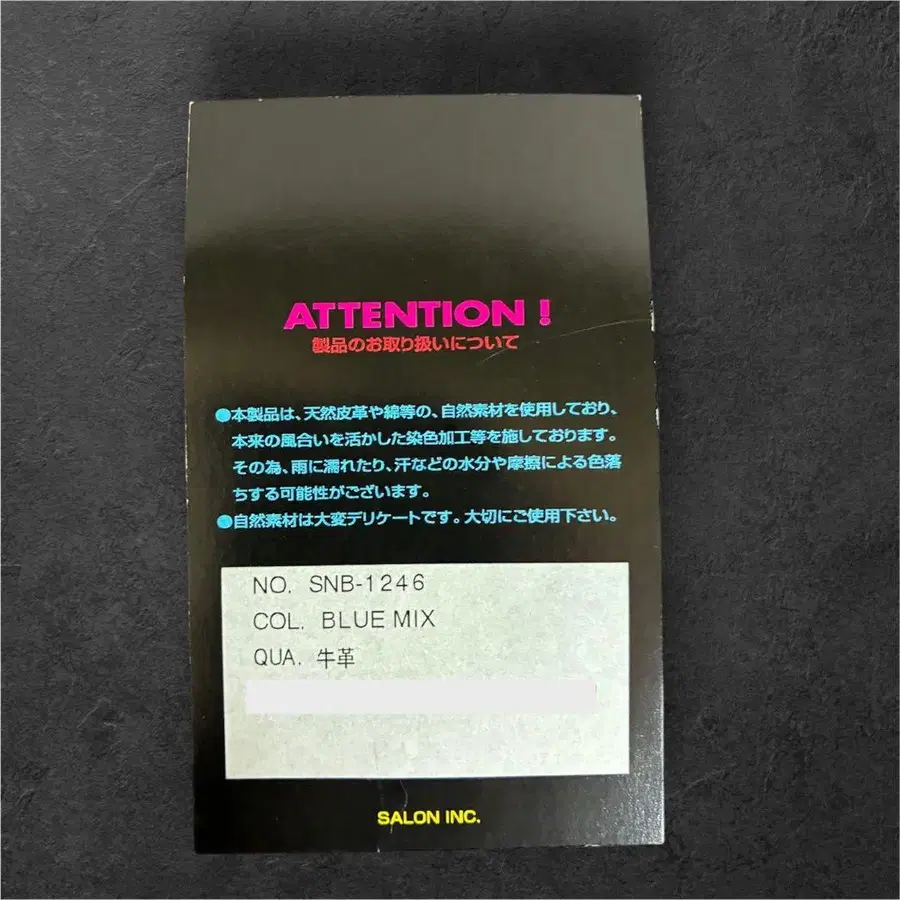 ATTENTION!
製品のお取り扱いについて
●本製品は、天然皮革や綿等の、自然素材を使用しており、
本来の風合いを活かした染色加工等を施しております。
その為、雨に濡れたり、汗などの水分や摩擦による色落
ちする可能性がございます。
●自然素材は大変デリケートです。大切にご使用下さい。
NO. SNB-1246
COL. BLUE MIX
QUA. 牛革
SALON INC.